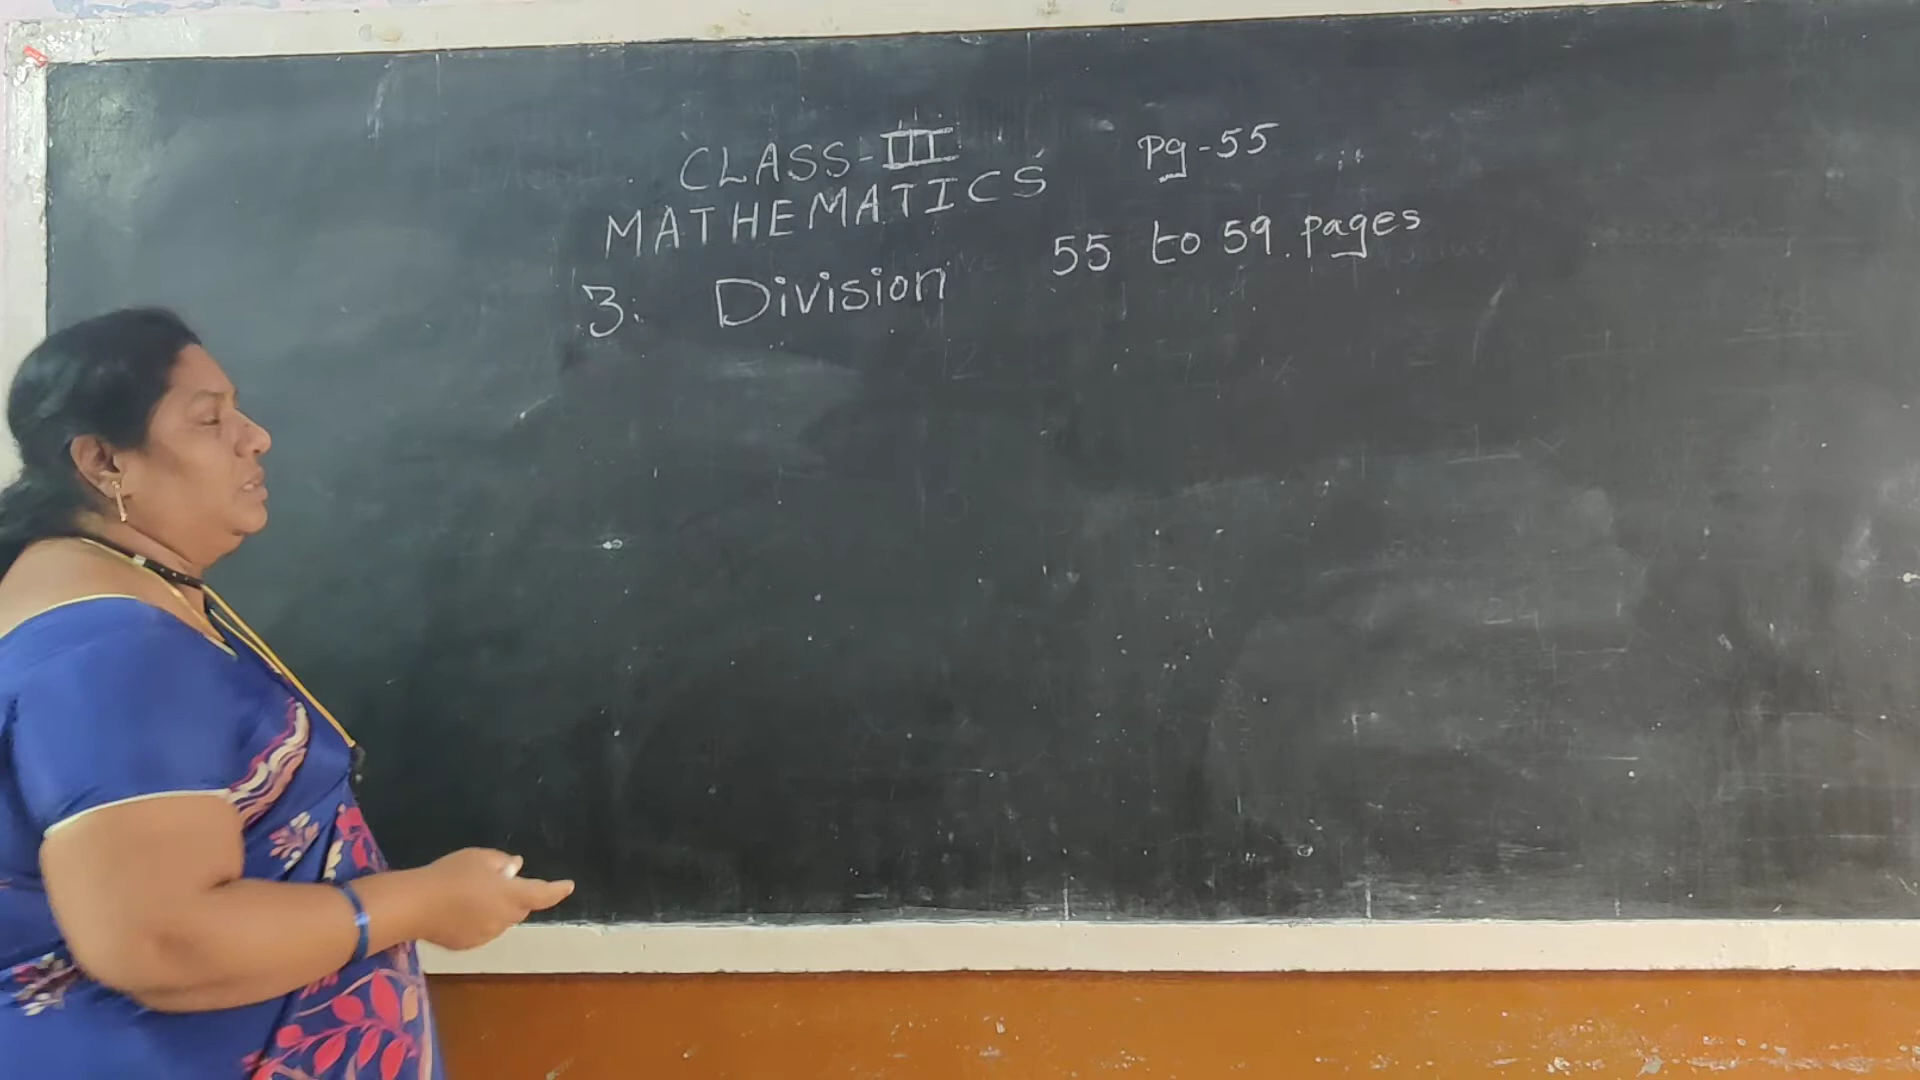 CLASS-III
MATHEMATICS
3. Division
Pg-55
55 to 59. pages